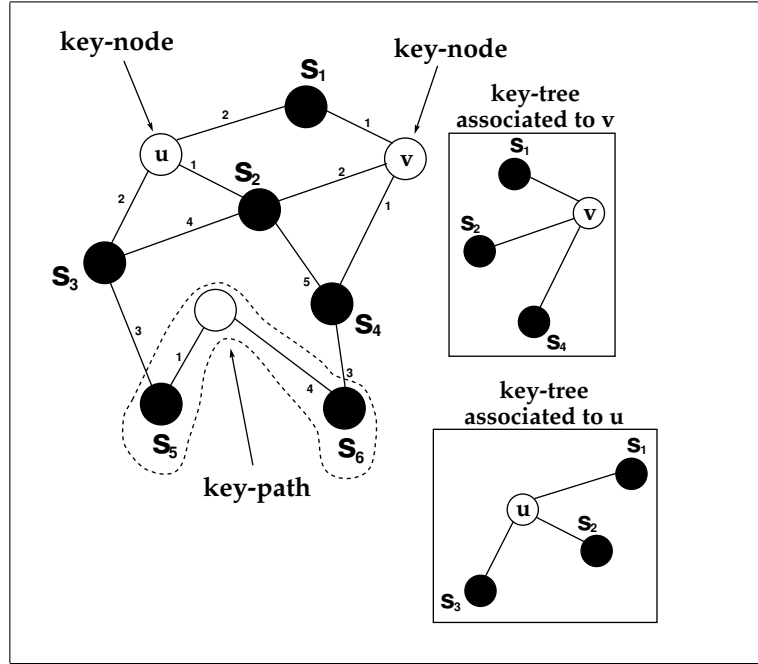 key-node
key-node
S1
2
1
key-tree
associated to v
u
1
S2
v
2
S1
2
1
v
4
S2
S3
5
S4
S4
3
1
3
4
key-tree
associated to u
S5
S6
S1
key-path
u
S2
S3